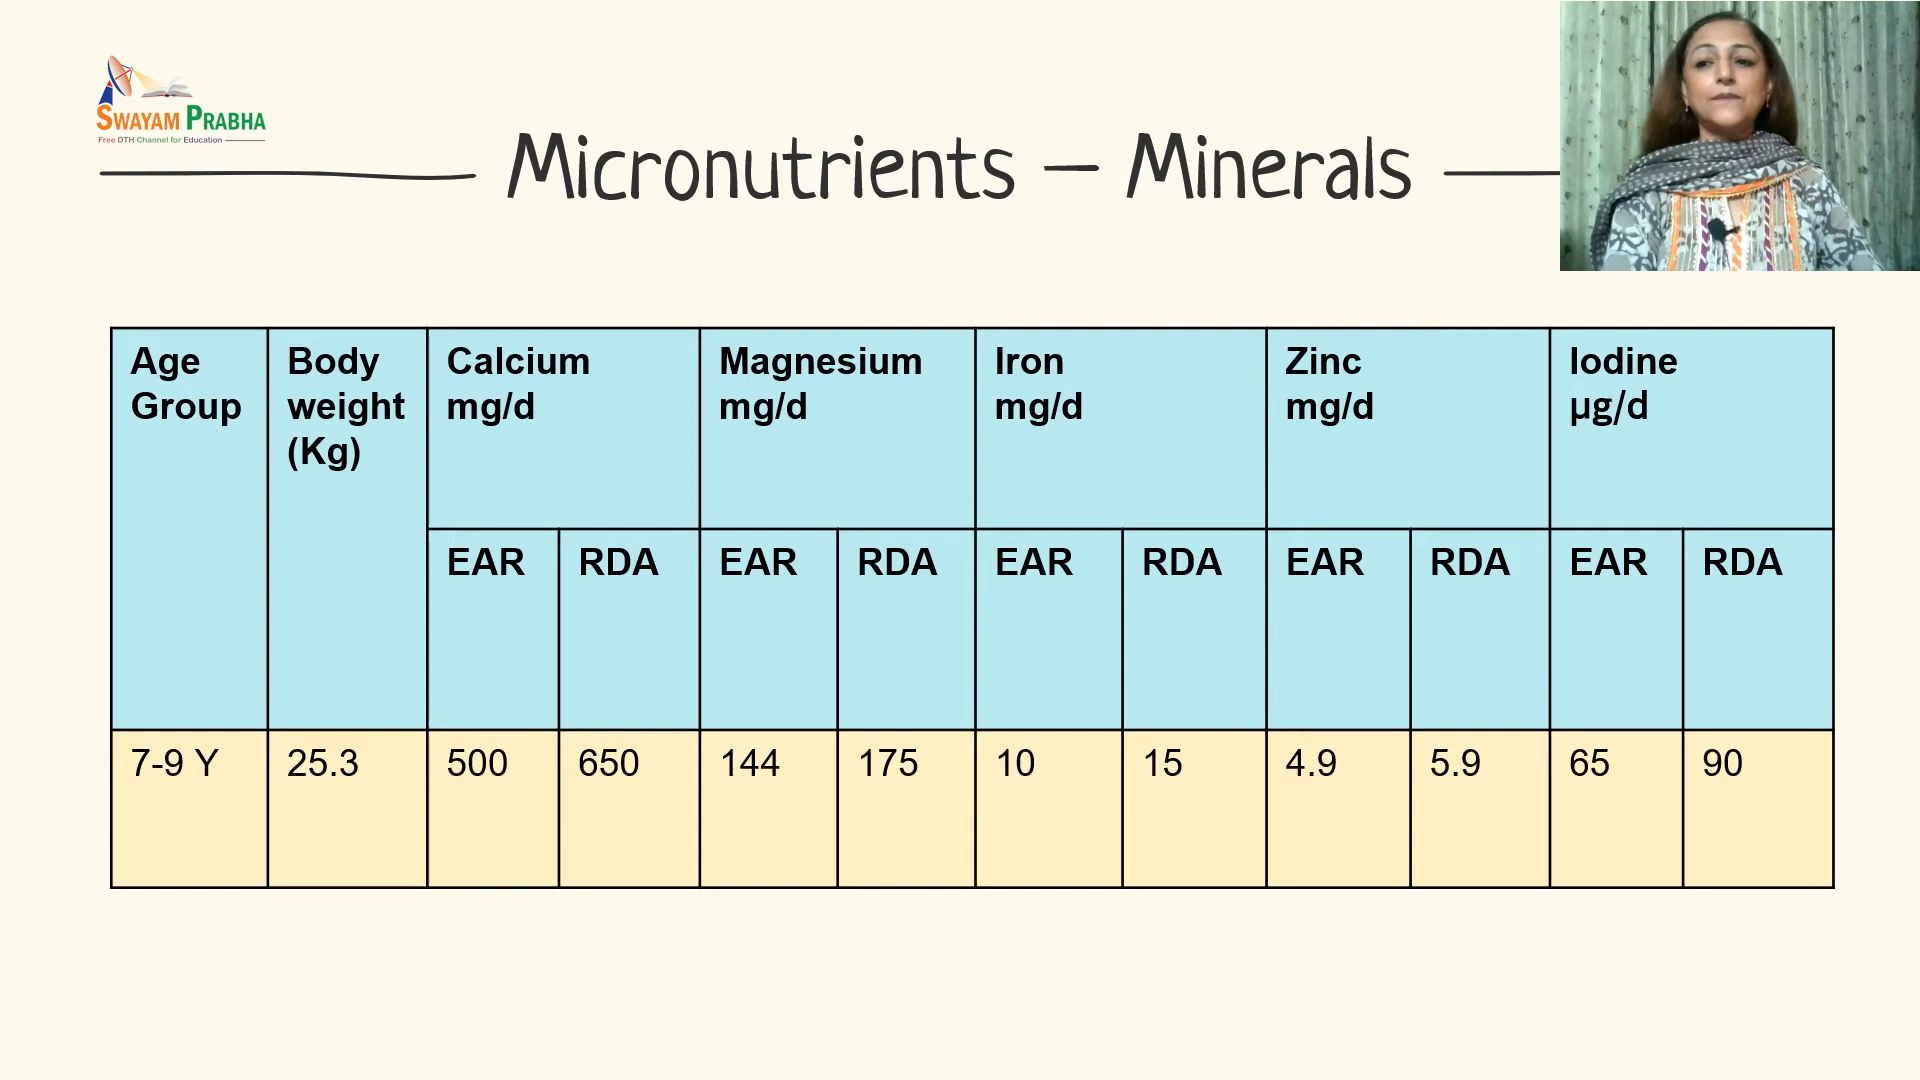 SWAYAM PRABHA
Free DTH Channel for Education
Micronutrients – Minerals
Age Group
Body weight (Kg)
Calcium mg/d
Magnesium mg/d
Iron mg/d
Zinc mg/d
Iodine µg/d
EAR RDA EAR RDA EAR RDA EAR RDA EAR RDA
7-9 Y 25.3 500 650 144 175 10 15 4.9 5.9 65 90